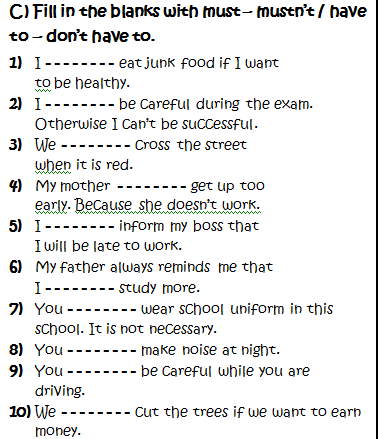 C) Fill in the blanks with must – mustn't / have
to – don't have to.
1) I -------- eat junk food if I want
to be healthy.
2) I -------- be careful during the exam.
Otherwise I can't be successful.
3) We -------- cross the street
when it is red.
4) My mother -------- get up too
early. Because she doesn't work.
5) I -------- inform my boss that
I will be late to work.
6) My father always reminds me that
I -------- study more.
7) You -------- wear school uniform in this
school. It is not necessary.
8) You -------- make noise at night.
9) You -------- be careful while you are
driving.
10) We -------- cut the trees if we want to earn
money.